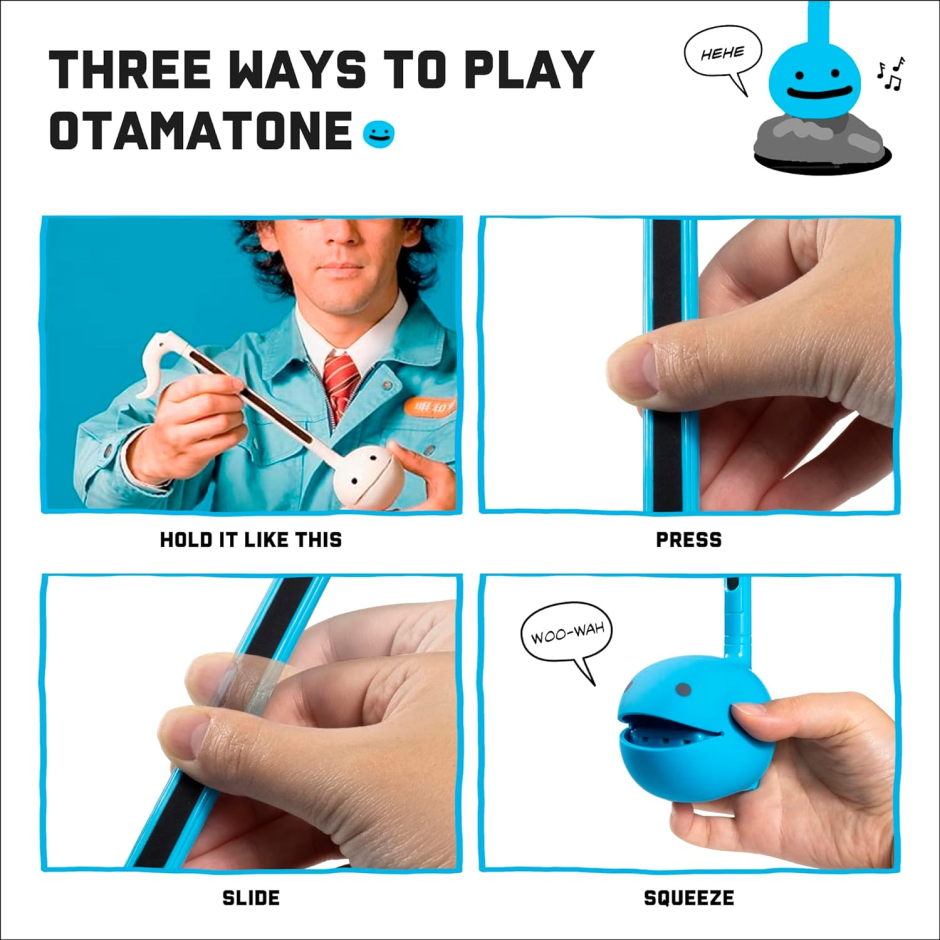 THREE WAYS TO PLAY
OTAMATONE
HEHE
HOLD IT LIKE THIS
PRESS
WOO-WAH
SLIDE
SQUEEZE